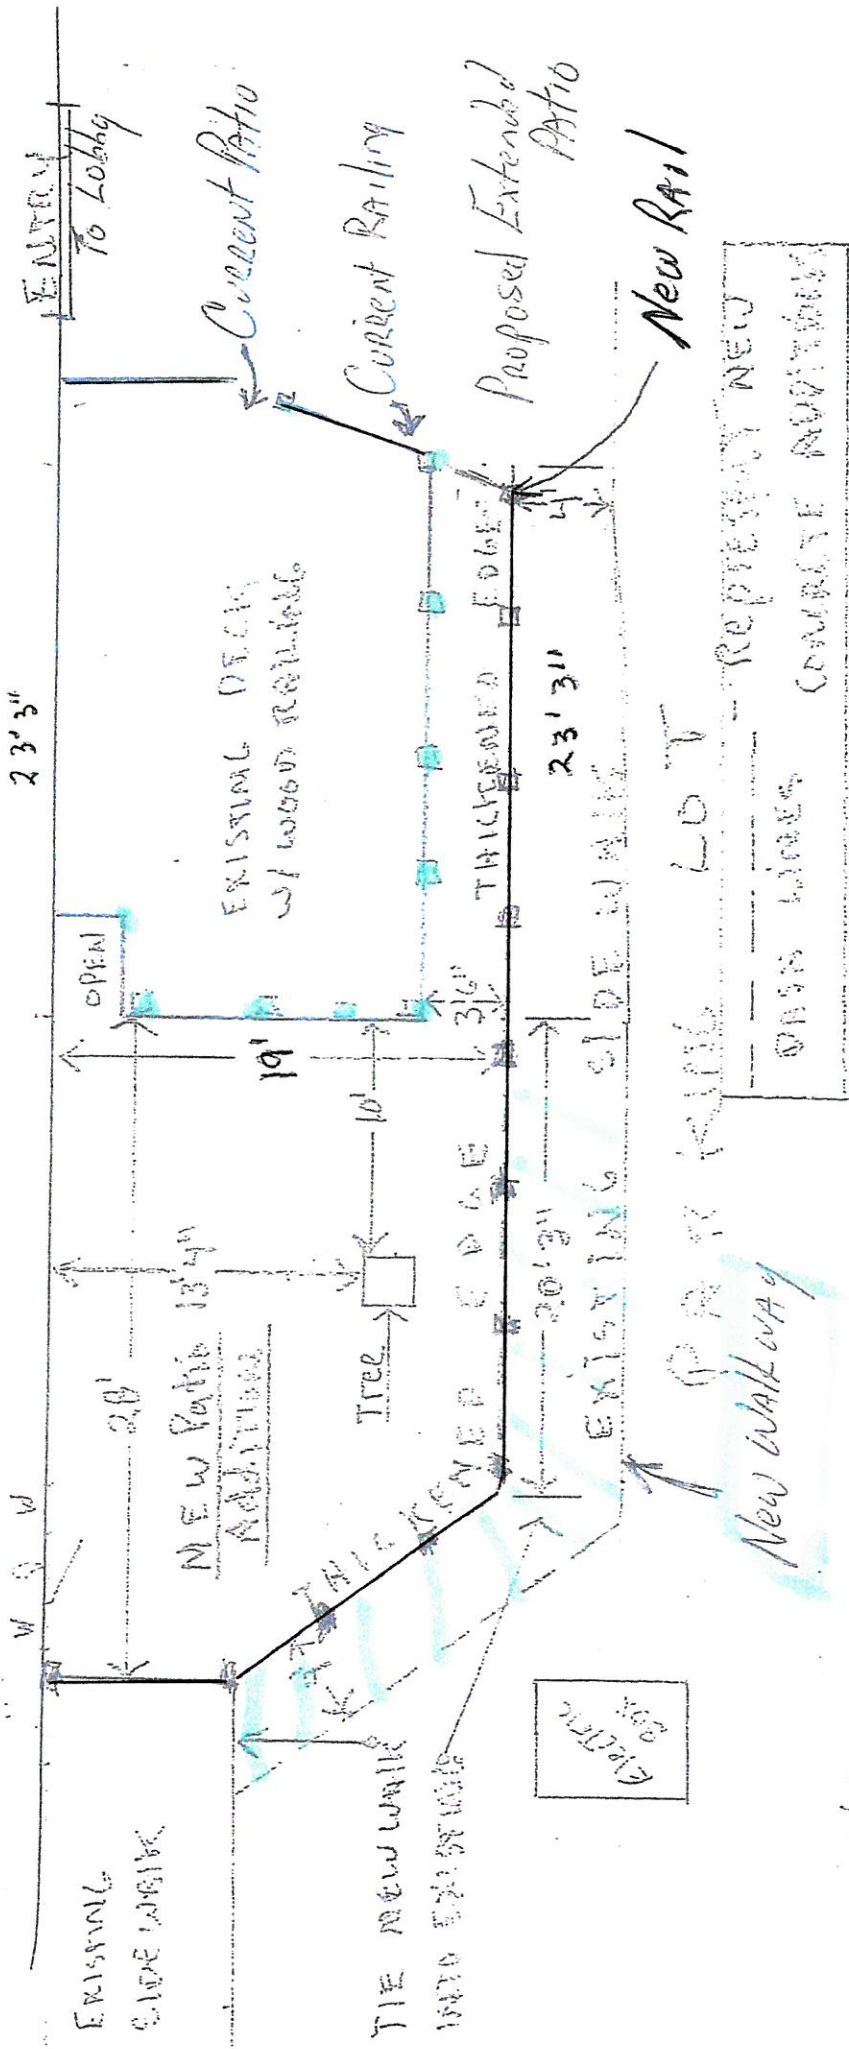 23'3"
ENTRY
To Lobby
Current Patio
Current Railing
Proposed Extended
Patio
New Rail
OPEN
EXISTING DECK
W/ WOOD RAILING
19'
10'
3'6"
4'
THICKENED EDGE
23' 3"
28'
13'4"
NEW Patio
Addition
Tree
THICKENED EDGE
20'3"
EXISTING SIDEWALK
PARKING LOT
New Walkway
EXISTING
SIDEWALK
TIE NEW WALK
INTO EXISTING
ELECTRIC
BOX
DASH LINES - - - - - - Represent NEW
CONCRETE ADDITIONS